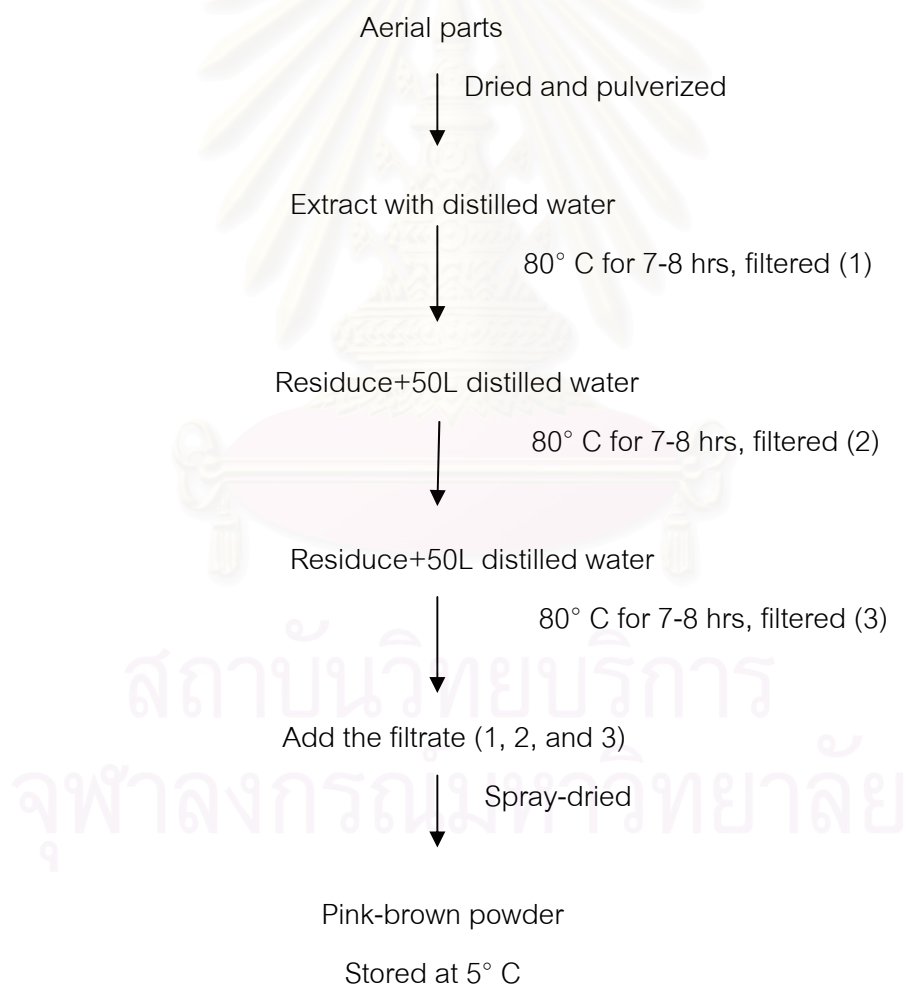 Aerial parts
Dried and pulverized
Extract with distilled water
80° C for 7-8 hrs, filtered (1)
Residuce+50L distilled water
80° C for 7-8 hrs, filtered (2)
Residuce+50L distilled water
80° C for 7-8 hrs, filtered (3)
สถาบันวิทยบริการ
Add the filtrate (1, 2, and 3)
จุฬาลงกรณ์มหาวิทยาลัย
Spray-dried
Pink-brown powder
Stored at 5° C